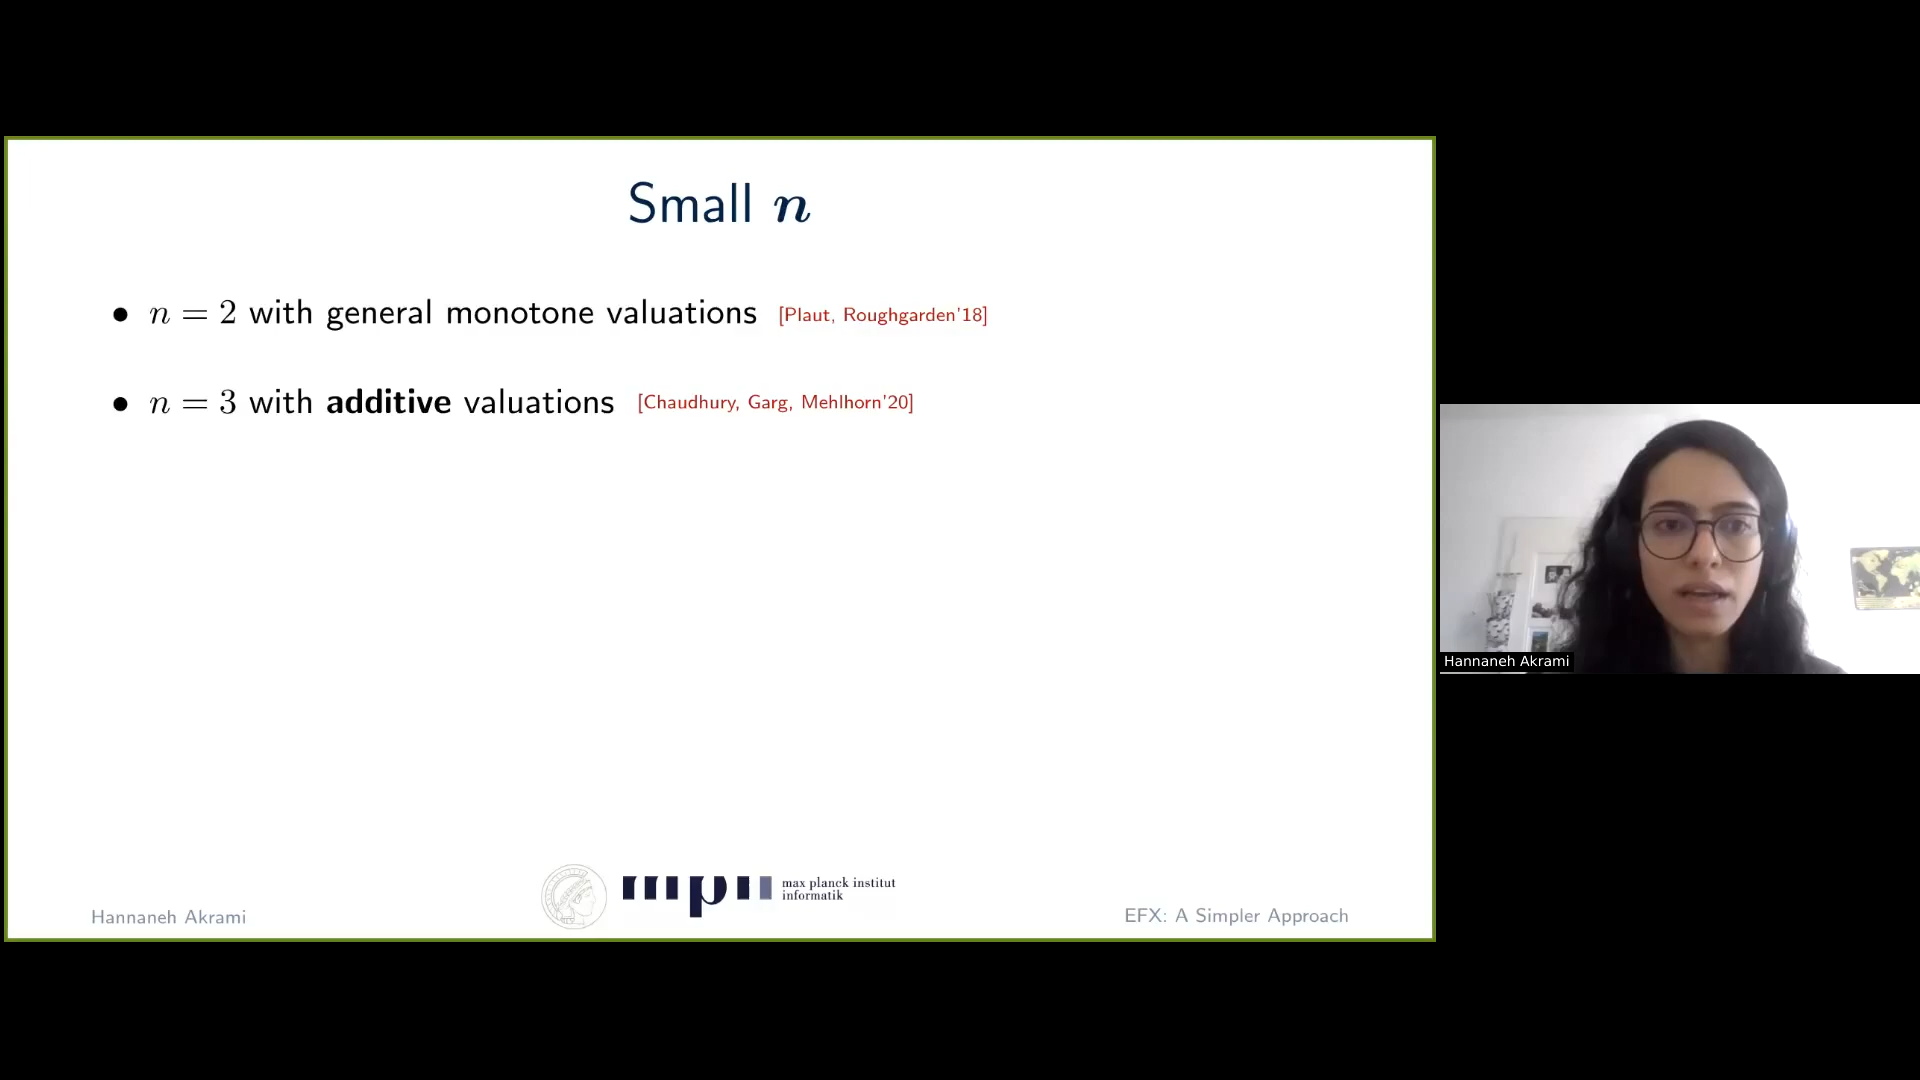 Small n
• n = 2 with general monotone valuations [Plaut, Roughgarden'18]
• n = 3 with additive valuations [Chaudhury, Garg, Mehlhorn'20]
Hannaneh Akrami
mpii max planck institut
informatik
Hannaneh Akrami
EFX: A Simpler Approach